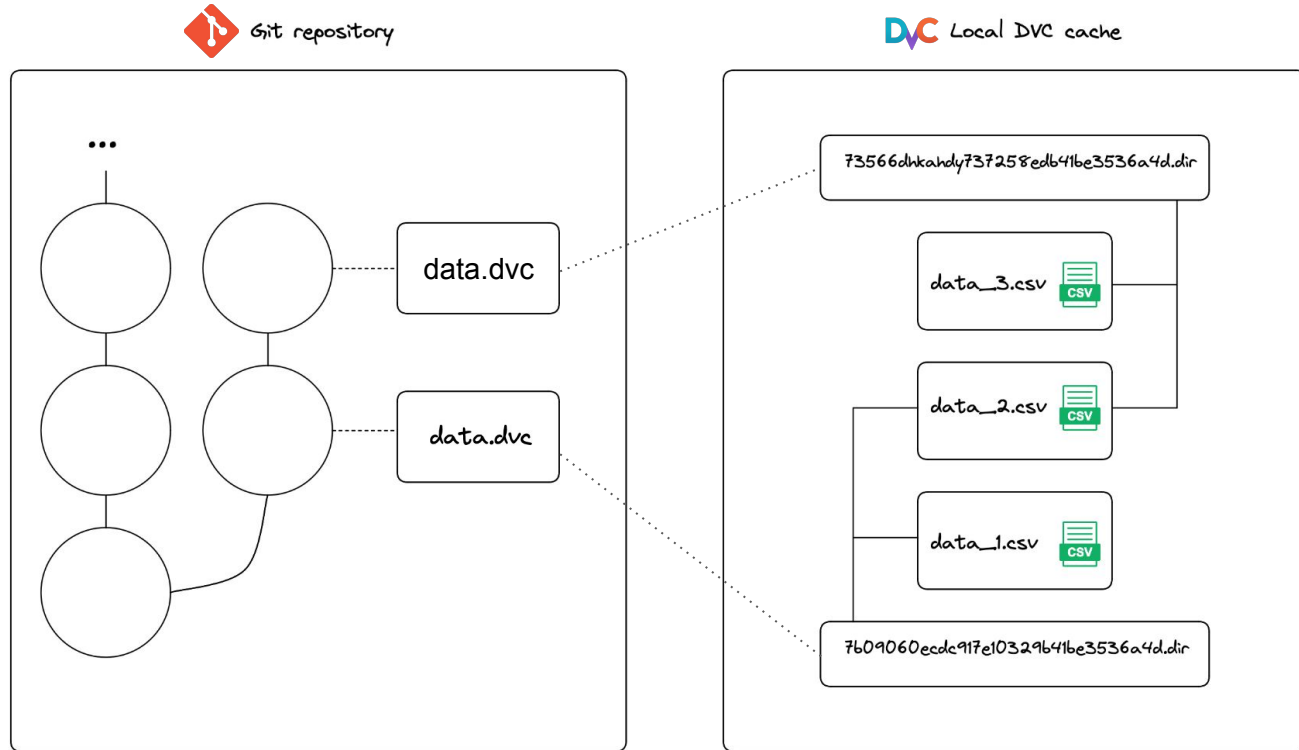 Git repository
DVC Local DVC cache
...
data.dvc
data.dvc
73566dhkahdy737258edb41be3536a4d.dir
data_3.csv CSV
data_2.csv CSV
data_1.csv CSV
7b09060ecdc917e10329b41be3536a4d.dir